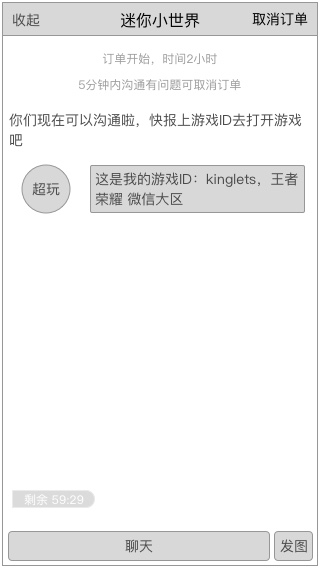 收起 迷你小世界 取消订单
订单开始，时间2小时
5分钟内沟通有问题可取消订单
你们现在可以沟通啦，快报上游戏ID去打开游戏
吧
超玩
这是我的游戏ID：kinglets，王者
荣耀 微信大区
剩余 59:29
聊天 发图